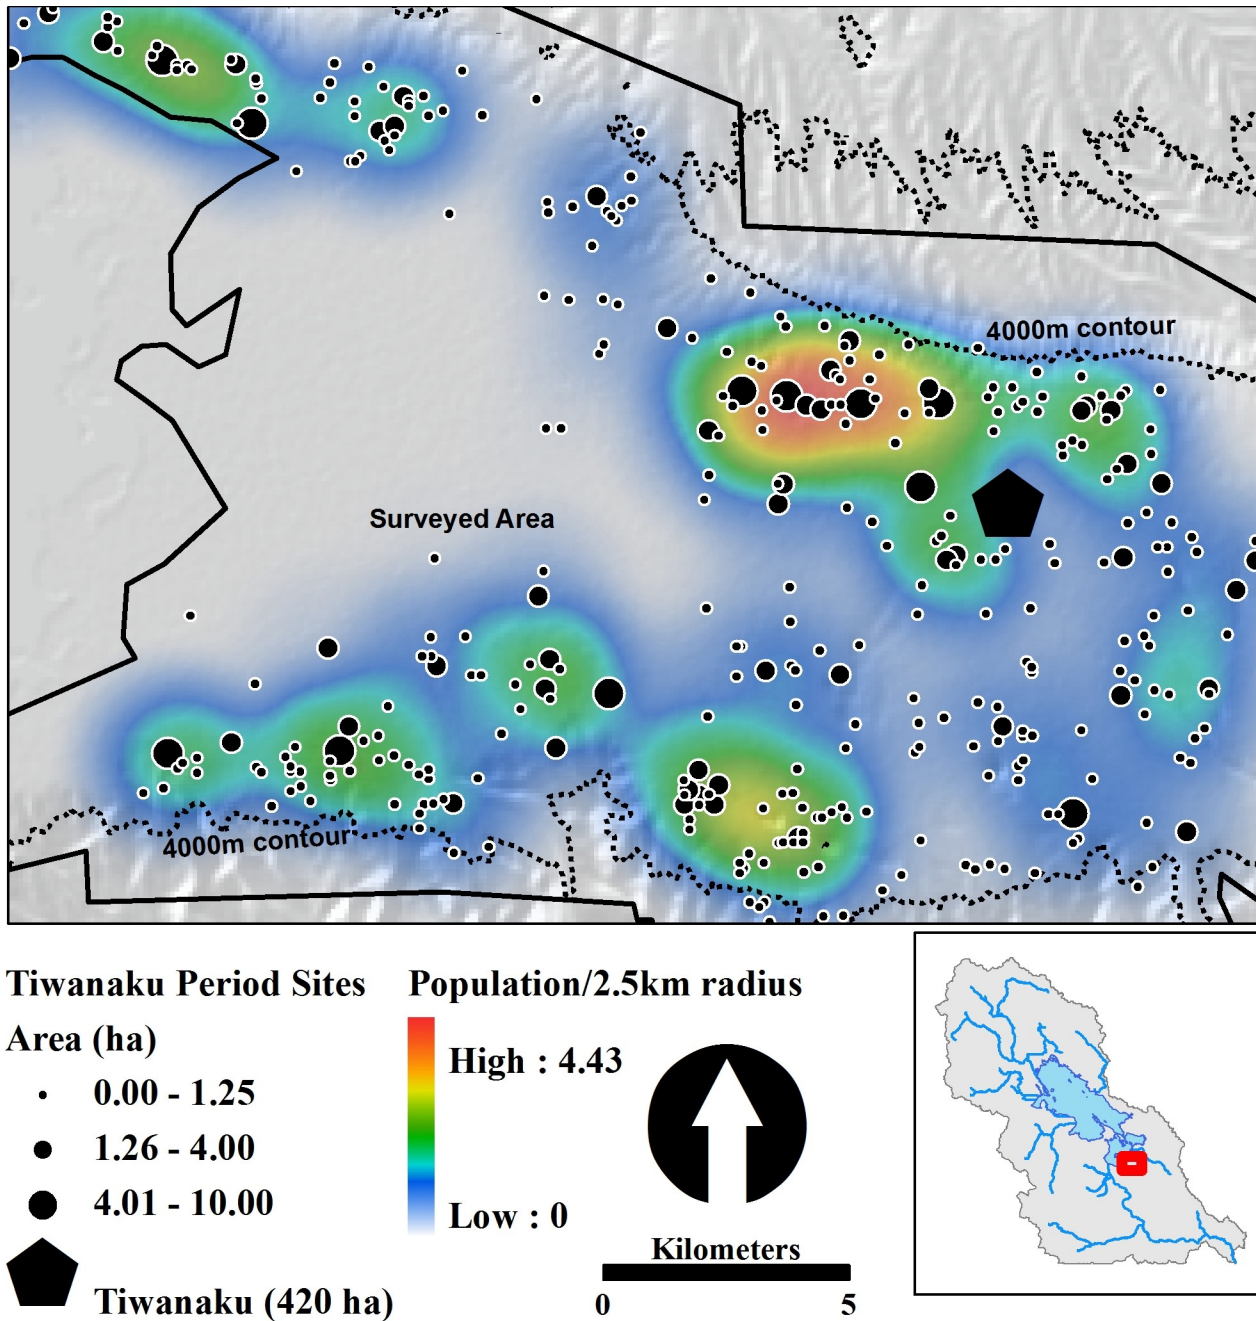 4000m contour
Surveyed Area
4000m contour
Tiwanaku Period Sites
Area (ha)
0.00 - 1.25
1.26 - 4.00
4.01 - 10.00
Tiwanaku (420 ha)
Population/2.5km radius
High : 4.43
Low : 0
Kilometers
0 5